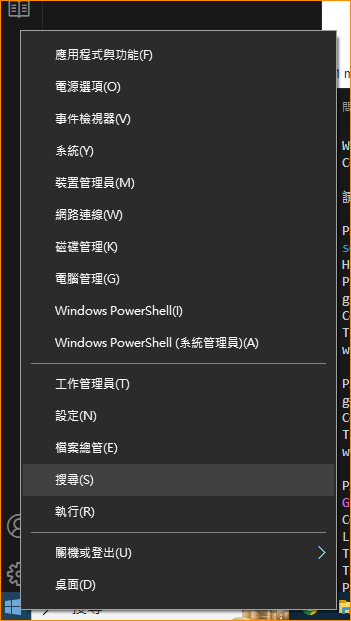 應用程式與功能(F)
電源選項(O)
事件檢視器(V)
系統(Y)
裝置管理員(M)
網路連線(W)
磁碟管理(K)
電腦管理(G)
Windows PowerShell(I)
Windows PowerShell (系統管理員)(A)
工作管理員(T)
設定(N)
檔案總管(E)
搜尋(S)
執行(R)
關機或登出(U)
桌面(D)